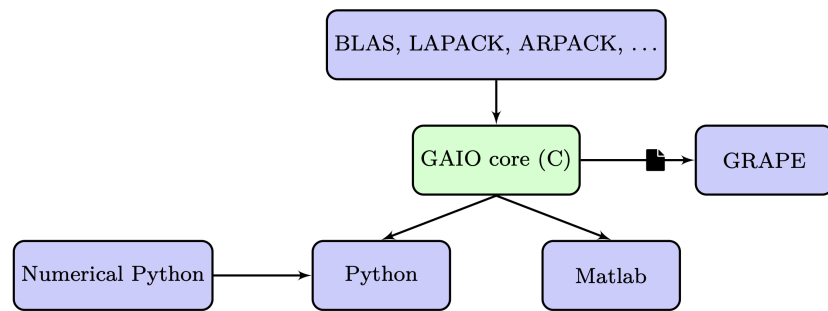 BLAS, LAPACK, ARPACK, ...
GAIO core (C)
GRAPE
Numerical Python
Python
Matlab